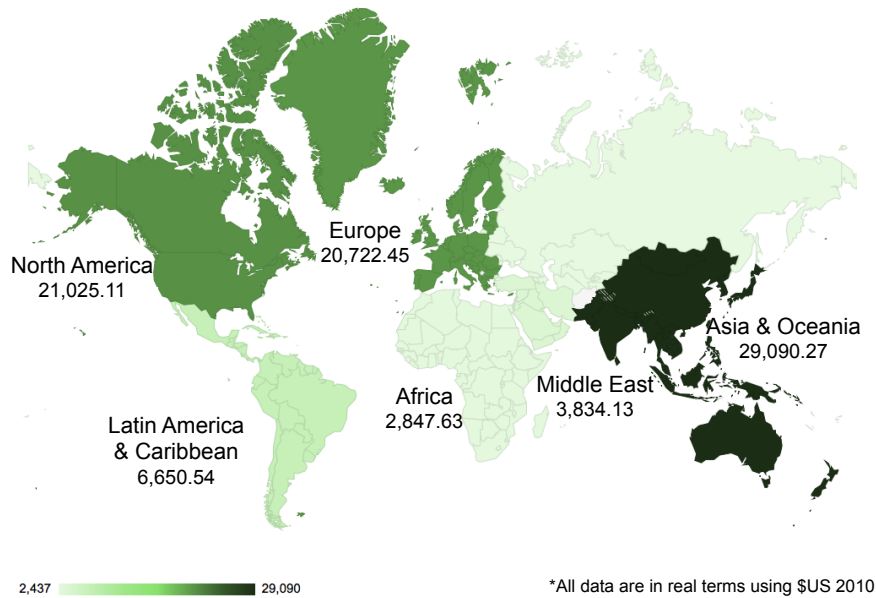 Europe
20,722.45
North America
21,025.11
Asia & Oceania
29,090.27
Africa
2,847.63
Middle East
3,834.13
Latin America
& Caribbean
6,650.54
2,437
29,090
*All data are in real terms using $US 2010